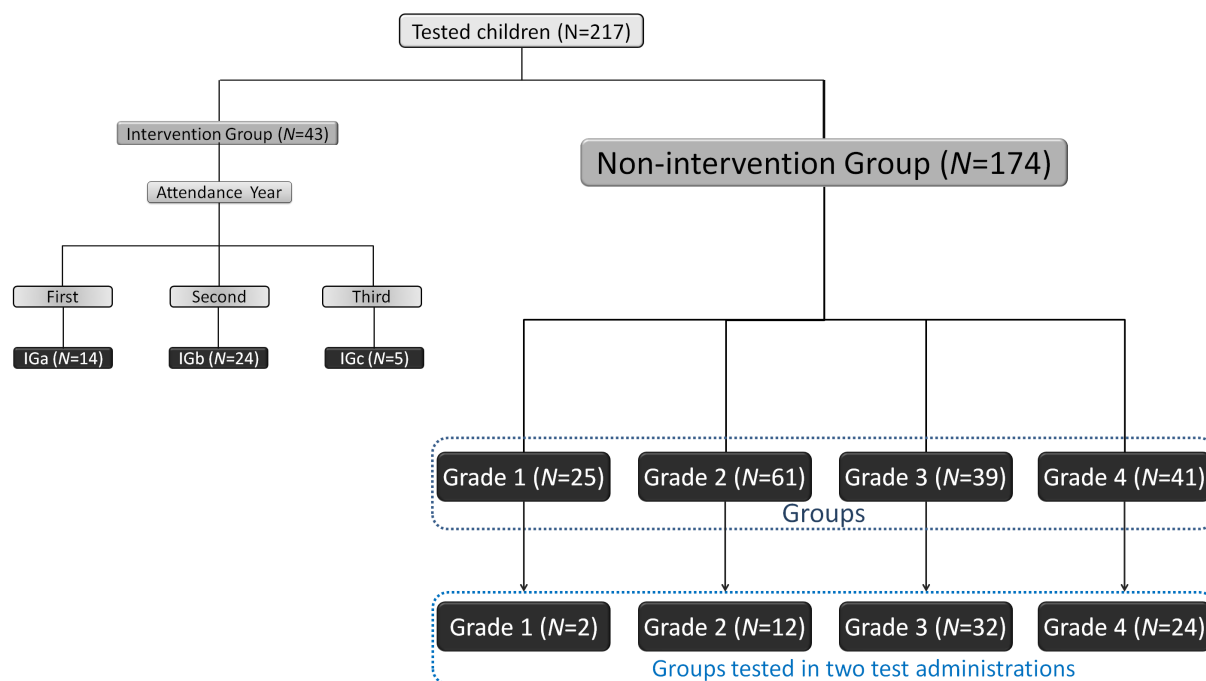 Tested children (N=217)
Intervention Group (N=43)
Non-intervention Group (N=174)
Attendance Year
First
Second
Third
IGa (N=14)
IGb (N=24)
IGc (N=5)
Grade 1 (N=25)
Grade 2 (N=61)
Grade 3 (N=39)
Grade 4 (N=41)
Groups
Grade 1 (N=2)
Grade 2 (N=12)
Grade 3 (N=32)
Grade 4 (N=24)
Groups tested in two test administrations